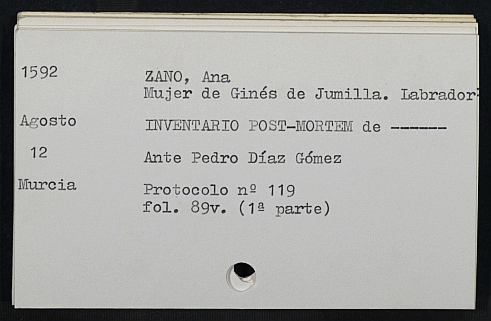 1592 ZANO, Ana
Mujer de Ginés de Jumilla. Labrador
Agosto INVENTARIO POST-MORTEM de ------
12 Ante Pedro Díaz Gómez
Murcia Protocolo nº 119
fol. 89v. (1ª parte)